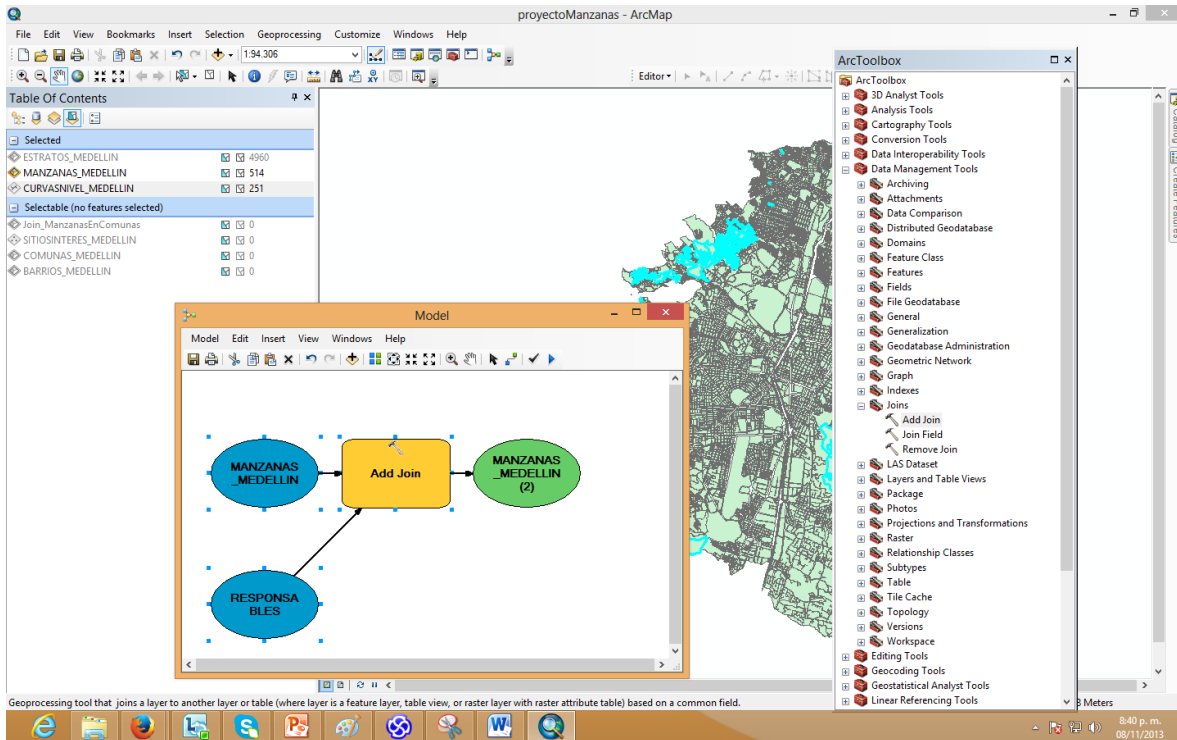 proyectoManzanas - ArcMap
File Edit View Bookmarks Insert Selection Geoprocessing Customize Windows Help
1:94.306
Editor
Table Of Contents
Selected
ESTRATOS_MEDELLIN 4960
MANZANAS_MEDELLIN 514
CURVASNIVEL_MEDELLIN 251
Selectable (no features selected)
Join_ManzanasEnComunas 0
SITIOSINTERES_MEDELLIN 0
COMUNAS_MEDELLIN 0
BARRIOS_MEDELLIN 0
Model
Model Edit Insert View Windows Help
MANZANAS
_MEDELLIN
Add Join
MANZANAS
_MEDELLIN
(2)
RESPONSA
BLES
ArcToolbox
ArcToolbox
3D Analyst Tools
Analysis Tools
Cartography Tools
Conversion Tools
Data Interoperability Tools
Data Management Tools
Archiving
Attachments
Data Comparison
Distributed Geodatabase
Domains
Feature Class
Features
Fields
File Geodatabase
General
Generalization
Geodatabase Administration
Geometric Network
Graph
Indexes
Joins
Add Join
Join Field
Remove Join
LAS Dataset
Layers and Table Views
Package
Photos
Projections and Transformations
Raster
Relationship Classes
Subtypes
Table
Tile Cache
Topology
Versions
Workspace
Editing Tools
Geocoding Tools
Geostatistical Analyst Tools
Linear Referencing Tools
Catalog
Create Features
Geoprocessing tool that joins a layer to another layer or table (where layer is a feature layer, table view, or raster layer with raster attribute table) based on a common field.
Meters
8:40 p. m.
08/11/2013